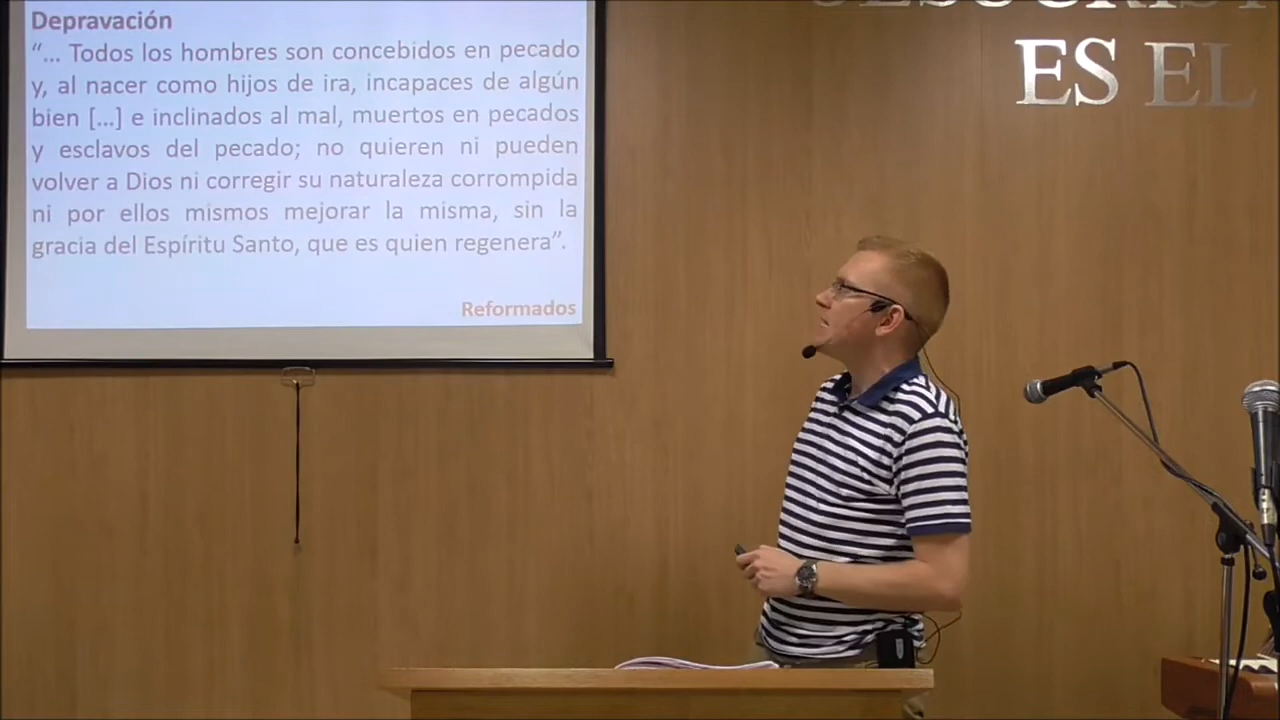 Depravación
“... Todos los hombres son concebidos en pecado
y, al nacer como hijos de ira, incapaces de algún
bien [...] e inclinados al mal, muertos en pecados
y esclavos del pecado; no quieren ni pueden
volver a Dios ni corregir su naturaleza corrompida
ni por ellos mismos mejorar la misma, sin la
gracia del Espíritu Santo, que es quien regenera”.
Reformados
ES EL